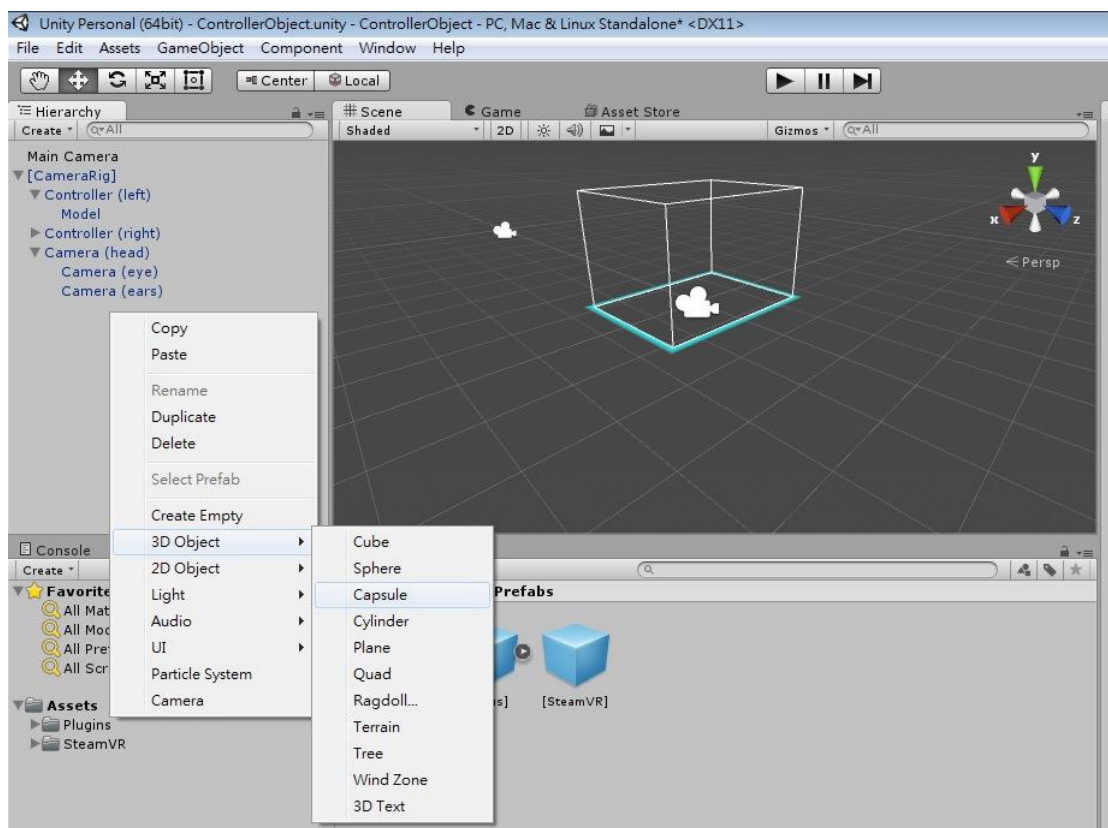 Unity Personal (64bit) - ControllerObject.unity - ControllerObject - PC, Mac & Linux Standalone* <DX11>
File Edit Assets GameObject Component Window Help
Center Local
Hierarchy
Create All
Main Camera
[CameraRig]
Controller (left)
Model
Controller (right)
Camera (head)
Camera (eye)
Camera (ears)
Scene Game Asset Store
Shaded 2D Gizmos All
y
x z
Persp
Copy
Paste
Rename
Duplicate
Delete
Select Prefab
Create Empty
3D Object
2D Object
Light
Audio
UI
Particle System
Camera
Cube
Sphere
Capsule
Cylinder
Plane
Quad
Ragdoll...
Terrain
Tree
Wind Zone
3D Text
Console
Create
Favorite
All Mat
All Mod
All Pre
All Scr
Assets
Plugins
SteamVR
Prefabs
s] [SteamVR]